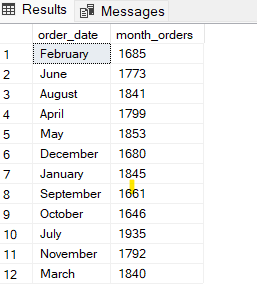 Results Messages
order_date month_orders
1 February 1685
2 June 1773
3 August 1841
4 April 1799
5 May 1853
6 December 1680
7 January 1845
8 September 1661
9 October 1646
10 July 1935
11 November 1792
12 March 1840